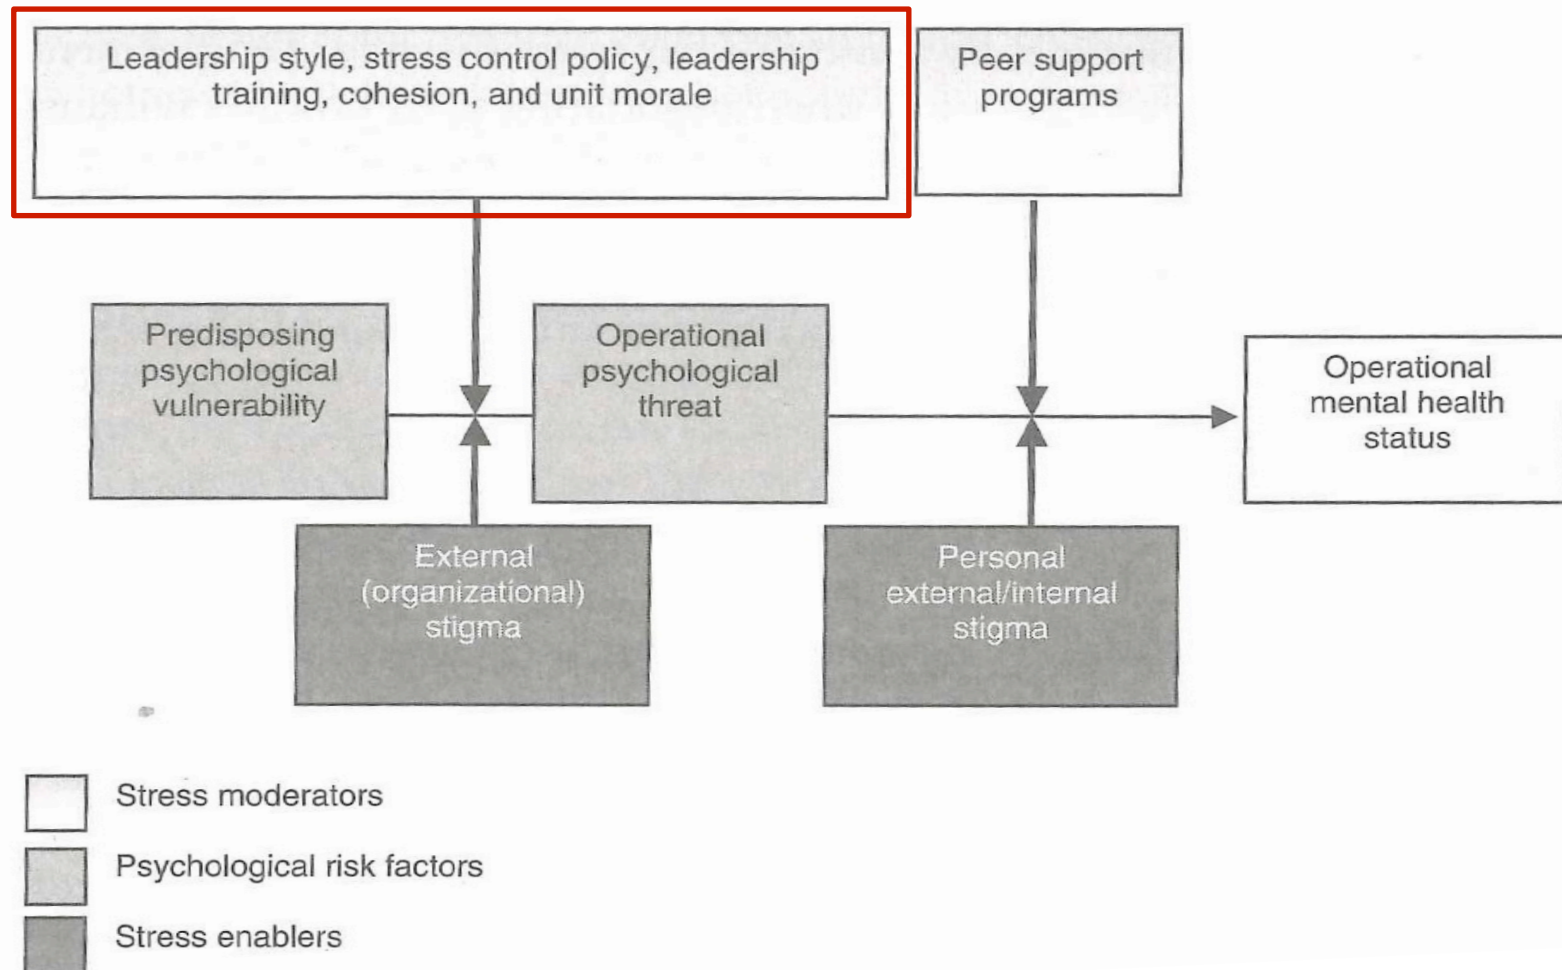 Leadership style, stress control policy, leadership
training, cohesion, and unit morale
Peer support
programs
Predisposing
psychological
vulnerability
Operational
psychological
threat
Operational
mental health
status
External
(organizational)
stigma
Personal
external/internal
stigma
Stress moderators
Psychological risk factors
Stress enablers